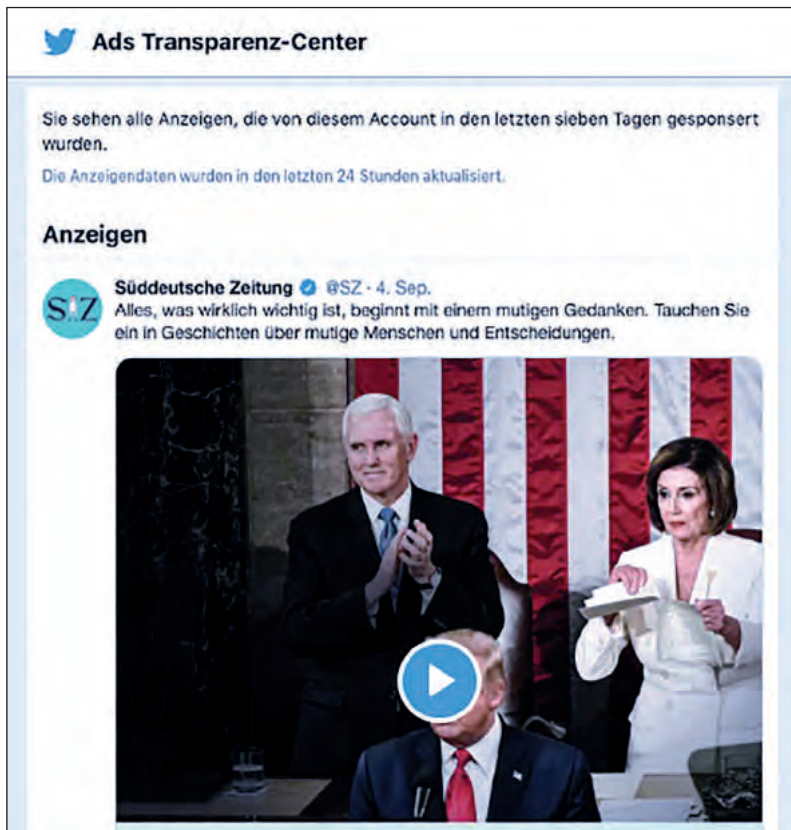 Ads Transparenz-Center
Sie sehen alle Anzeigen, die von diesem Account in den letzten sieben Tagen gesponsert
wurden.
Die Anzeigendaten wurden in den letzten 24 Stunden aktualisiert.
Anzeigen
Süddeutsche Zeitung @SZ · 4. Sep.
SZ
Alles, was wirklich wichtig ist, beginnt mit einem mutigen Gedanken. Tauchen Sie
ein in Geschichten über mutige Menschen und Entscheidungen.